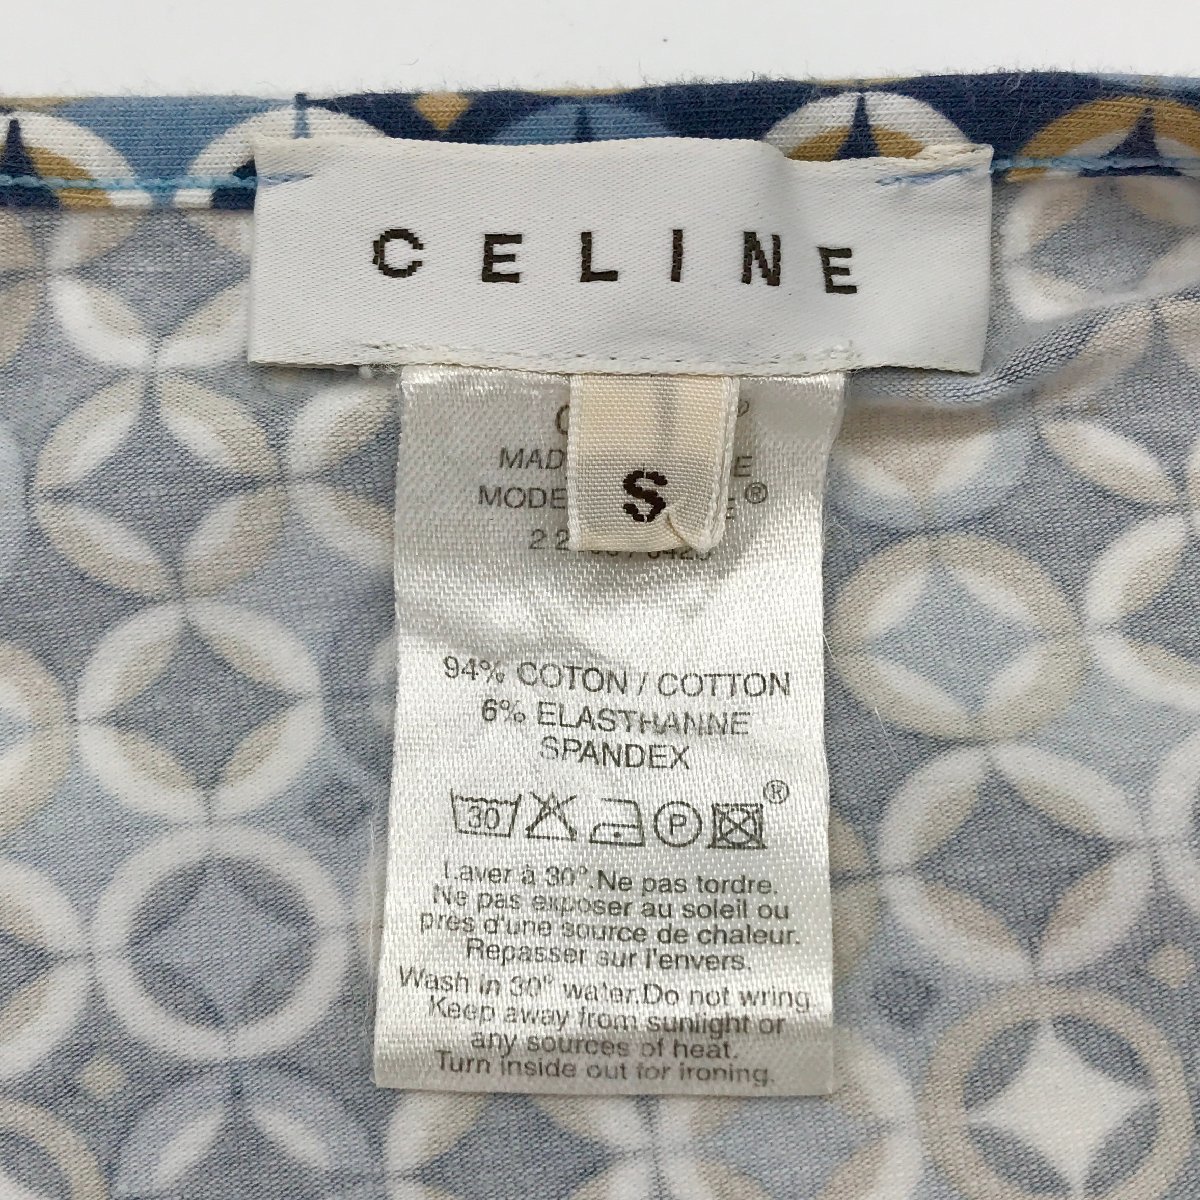 CELINE
S
94% COTON / COTTON
6% ELASTHANNE
SPANDEX
30 P ®
Laver à 30°.Ne pas tordre.
Ne pas exposer au soleil ou
près d'une source de chaleur.
Repasser sur l'envers.
Wash in 30° water.Do not wring.
Keep away from sunlight or
any sources of heat.
Turn inside out for ironing.